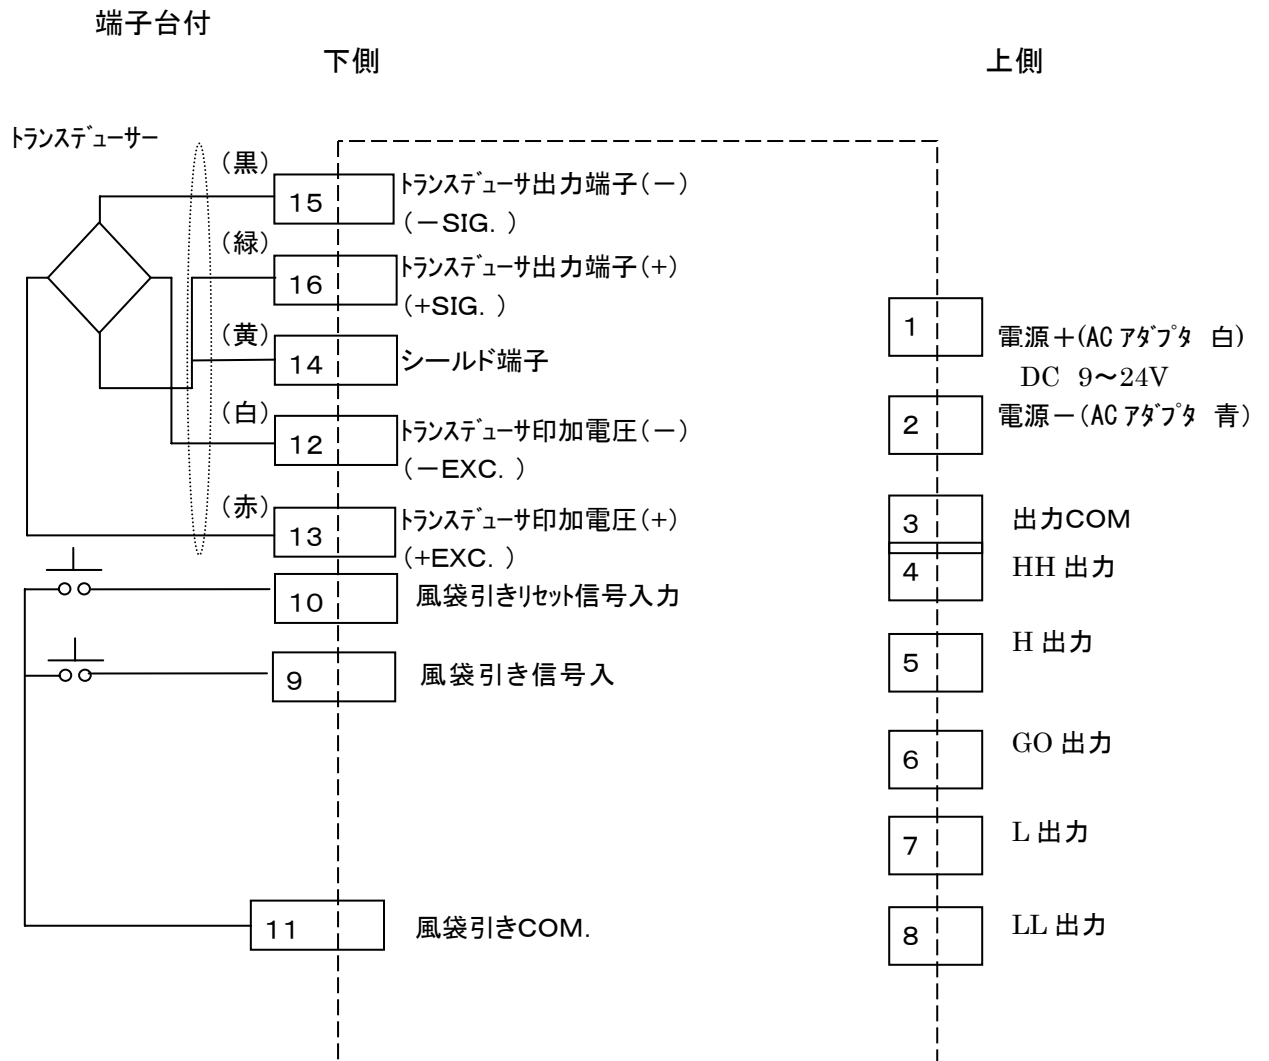 端子台付
下側
上側
ﾄﾗﾝｽﾃﾞｭｰｻｰ
(黒)
15
ﾄﾗﾝｽﾃﾞｭｰｻ出力端子(－)
(－SIG.)
(緑)
16
ﾄﾗﾝｽﾃﾞｭｰｻ出力端子(+)
(+SIG.)
(黄)
14
シールド端子
(白)
12
ﾄﾗﾝｽﾃﾞｭｰｻ印加電圧(－)
(－EXC.)
(赤)
13
ﾄﾗﾝｽﾃﾞｭｰｻ印加電圧(+)
(+EXC.)
10
風袋引きﾘｾｯﾄ信号入力
9
風袋引き信号入
11
風袋引きCOM.
1
電源＋(AC ｱﾀﾞﾌﾟﾀ 白)
DC 9～24V
2
電源－(AC ｱﾀﾞﾌﾟﾀ 青)
3
出力COM
4
HH 出力
5
H 出力
6
GO 出力
7
L 出力
8
LL 出力